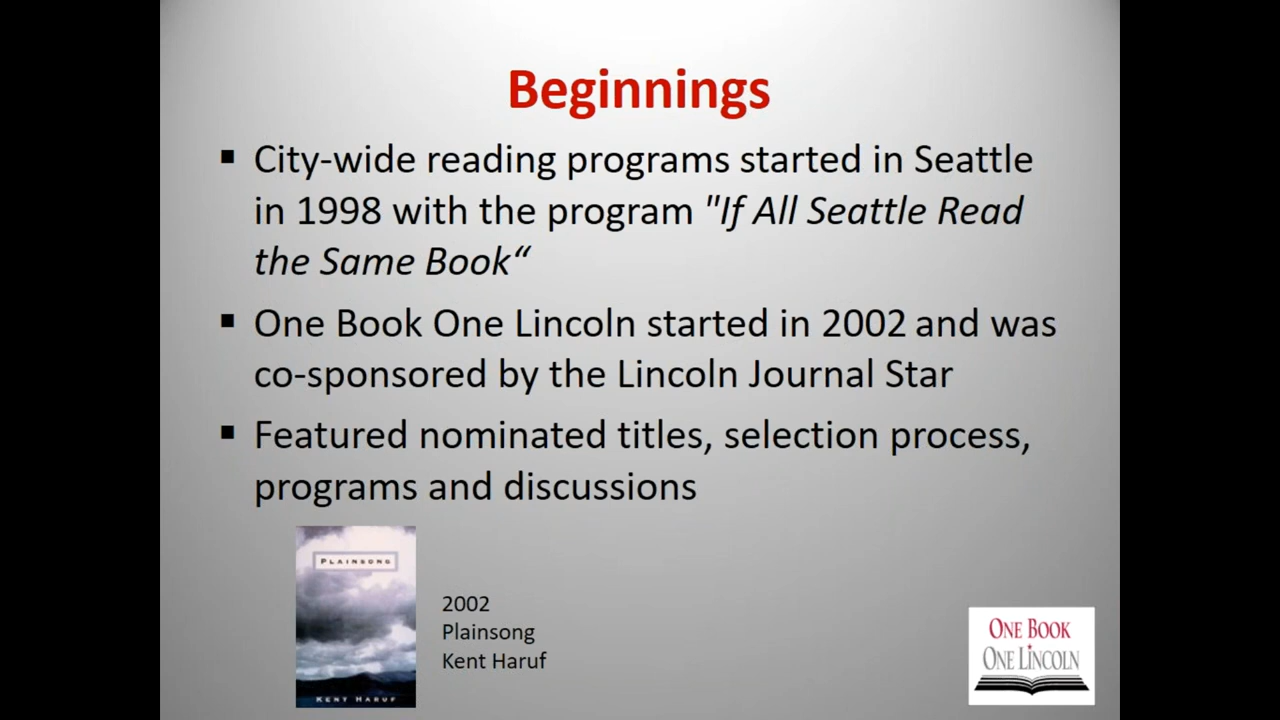 Beginnings
▪ City-wide reading programs started in Seattle
in 1998 with the program "If All Seattle Read
the Same Book“
▪ One Book One Lincoln started in 2002 and was
co-sponsored by the Lincoln Journal Star
▪ Featured nominated titles, selection process,
programs and discussions
PLAINSONG
KENT HARUF
2002
Plainsong
Kent Haruf
ONE BOOK
ONE LINCOLN